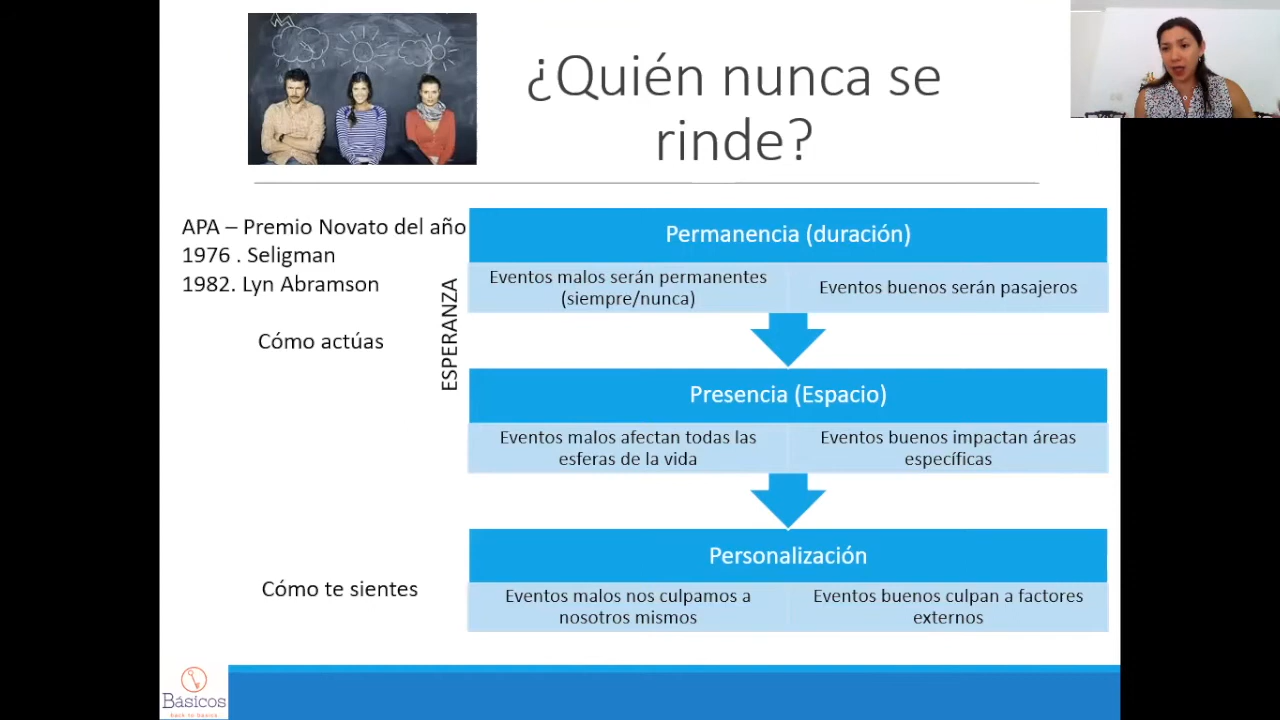 ¿Quién nunca se
rinde?
APA – Premio Novato del año
1976 . Seligman
1982. Lyn Abramson
Cómo actúas
ESPERANZA
Cómo te sientes
Permanencia (duración)
Eventos malos serán permanentes
(siempre/nunca)
Eventos buenos serán pasajeros
Presencia (Espacio)
Eventos malos afectan todas las
esferas de la vida
Eventos buenos impactan áreas
específicas
Personalización
Eventos malos nos culpamos a
nosotros mismos
Eventos buenos culpan a factores
externos
Básicos
back to basics